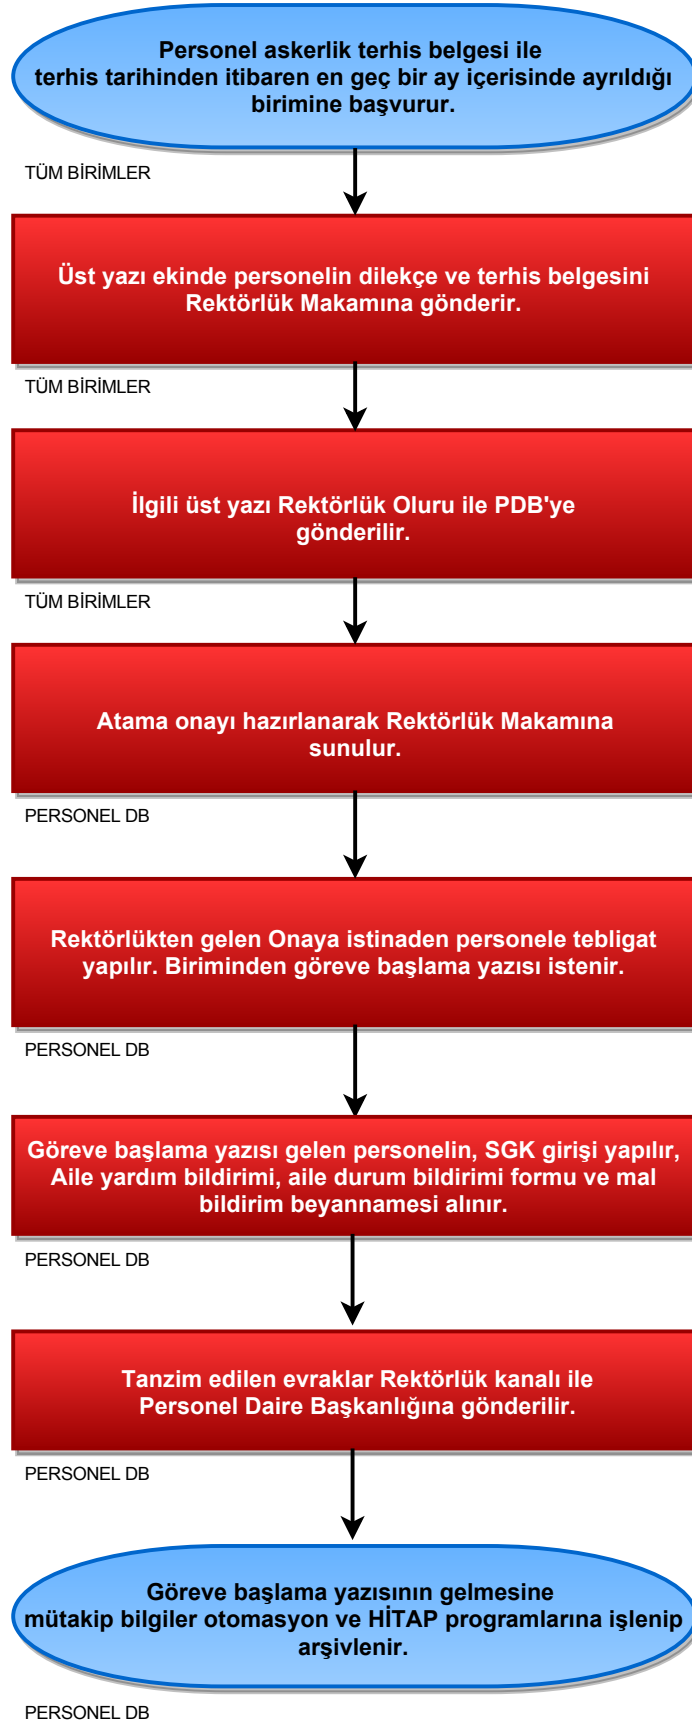 Personel askerlik terhis belgesi ile
terhis tarihinden itibaren en geç bir ay içerisinde ayrıldığı
birimine başvurur.
TÜM BİRİMLER
Üst yazı ekinde personelin dilekçe ve terhis belgesini
Rektörlük Makamına gönderir.
TÜM BİRİMLER
İlgili üst yazı Rektörlük Oluru ile PDB'ye
gönderilir.
TÜM BİRİMLER
Atama onayı hazırlanarak Rektörlük Makamına
sunulur.
PERSONEL DB
Rektörlükten gelen Onaya istinaden personele tebligat
yapılır. Biriminden göreve başlama yazısı istenir.
PERSONEL DB
Göreve başlama yazısı gelen personelin, SGK girişi yapılır,
Aile yardım bildirimi, aile durum bildirimi formu ve mal
bildirim beyannamesi alınır.
PERSONEL DB
Tanzim edilen evraklar Rektörlük kanalı ile
Personel Daire Başkanlığına gönderilir.
PERSONEL DB
Göreve başlama yazısının gelmesine
mütakip bilgiler otomasyon ve HİTAP programlarına işlenip
arşivlenir.
PERSONEL DB